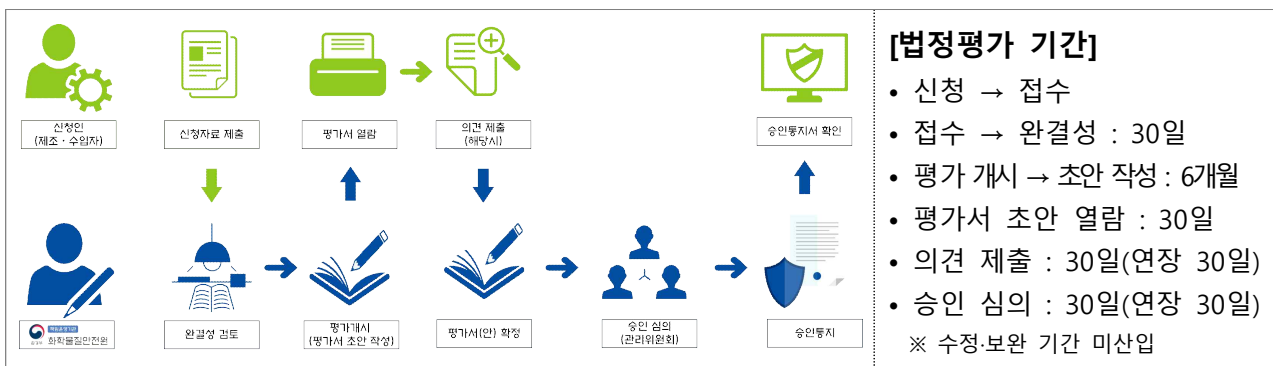 신청인
(제조·수입자)
신청자료 제출
평가서 열람
의견 제출
(해당시)
승인통지서 확인
화학물질안전원
완결성 검토
평가개시
(평가서 초안 작성)
평가서(안) 확정
승인 심의
(관리위원회)
승인통지
[법정평가 기간]
• 신청 → 접수
• 접수 → 완결성 : 30일
• 평가 개시 → 초안 작성 : 6개월
• 평가서 초안 열람 : 30일
• 의견 제출 : 30일(연장 30일)
• 승인 심의 : 30일(연장 30일)
※ 수정·보완 기간 미산입